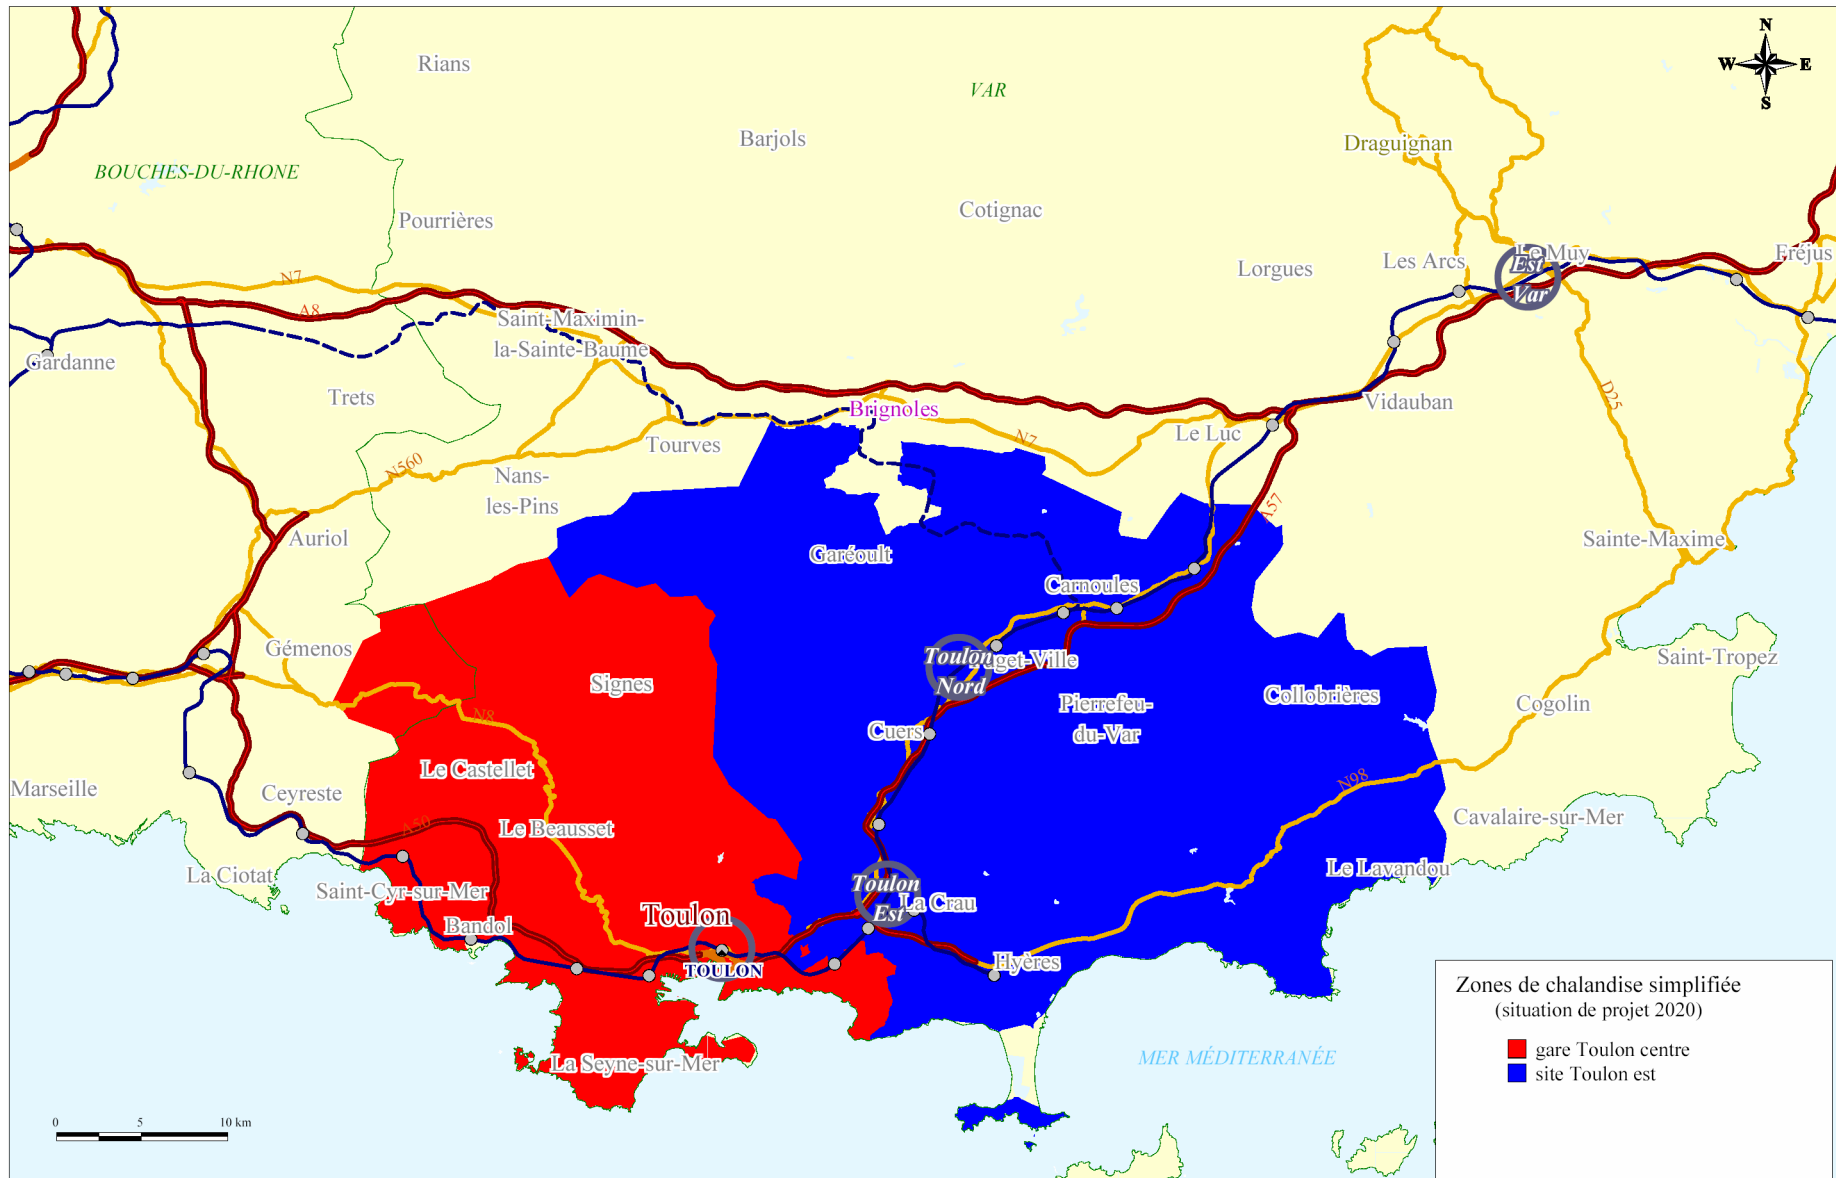 N
W
E
S
Rians
VAR
Barjols
Draguignan
BOUCHES-DU-RHONE
Pourrières
Cotignac
Les Arcs
Le Muy
Fréjus
Est
Var
Lorgues
N7
A8
Saint-Maximin-
la-Sainte-Baume
Gardanne
Trets
D25
Vidauban
Brignoles
Le Luc
N7
Tourves
N560
Nans-
les-Pins
A57
Auriol
Garéoult
Sainte-Maxime
Carnoules
Gémenos
Toulon
Nord
Puget-Ville
Saint-Tropez
Signes
Collobrières
Cogolin
Pierrefeu-
du-Var
N8
Cuers
Le Castellet
N98
Marseille
Ceyreste
Cavalaire-sur-Mer
A50
Le Beausset
La Ciotat
Saint-Cyr-sur-Mer
Le Lavandou
Toulon
Est
La Crau
Toulon
Bandol
TOULON
Hyères
La Seyne-sur-Mer
MER MÉDITERRANÉE
Zones de chalandise simplifiée
(situation de projet 2020)
gare Toulon centre
site Toulon est
0 5 10 km